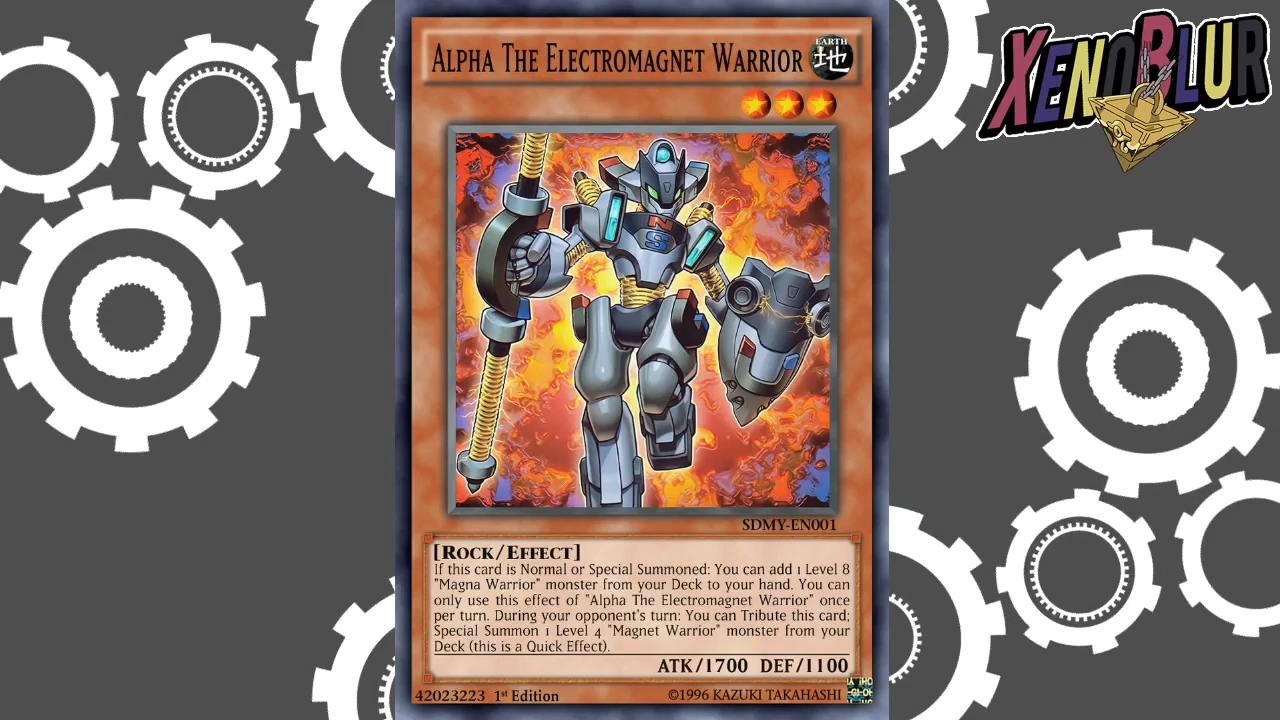 XENOBLUR
ALPHA THE ELECTROMAGNET WARRIOR
EARTH
地
N
S
SDMY-EN001
[ROCK/EFFECT]
If this card is Normal or Special Summoned: You can add 1 Level 8
"Magna Warrior" monster from your Deck to your hand. You can
only use this effect of "Alpha The Electromagnet Warrior" once
per turn. During your opponent's turn: You can Tribute this card;
Special Summon 1 Level 4 "Magnet Warrior" monster from your
Deck (this is a Quick Effect).
ATK/1700 DEF/1100
42023223 1st Edition
©1996 KAZUKI TAKAHASHI